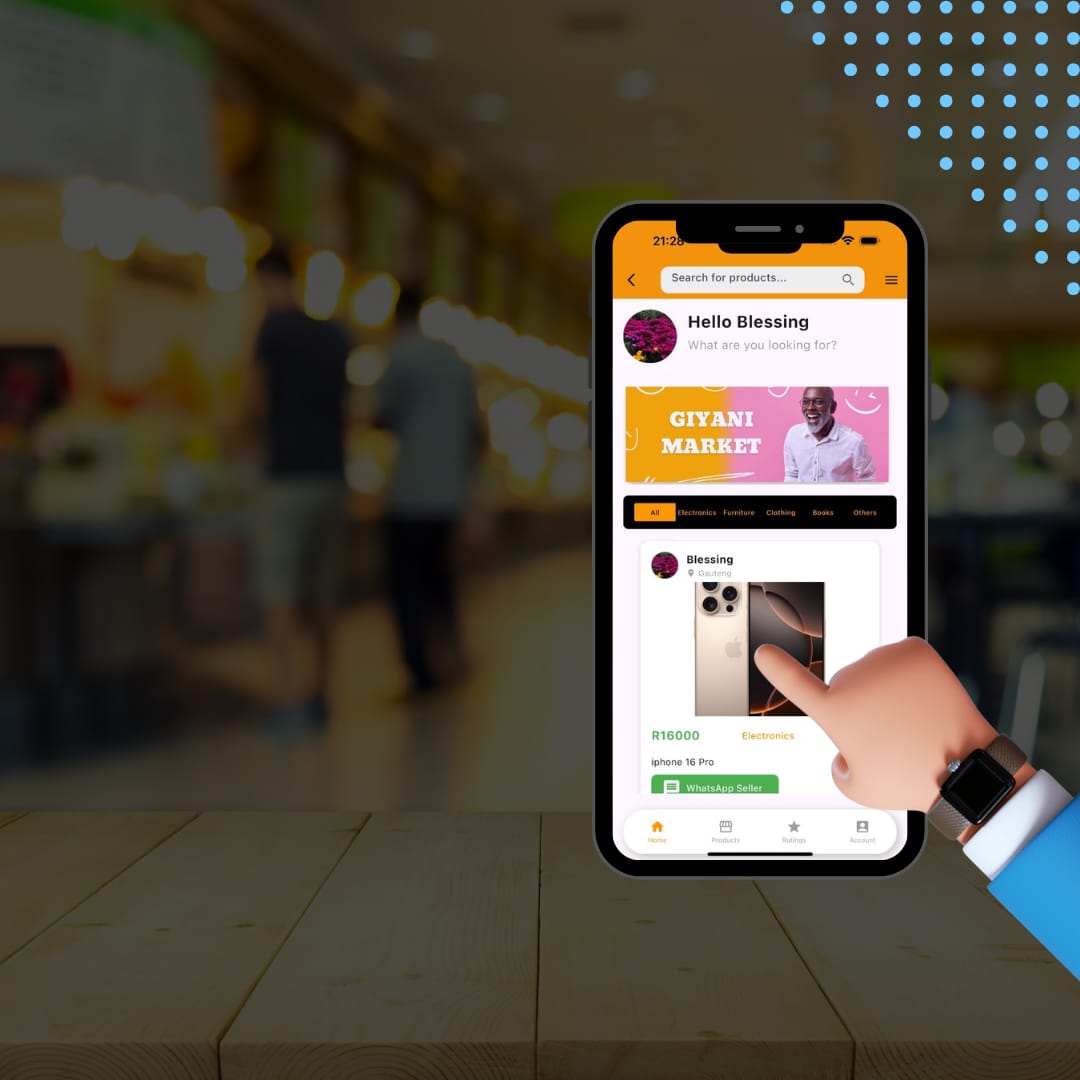 21:28
Search for products...
Hello Blessing
What are you looking for?
GIYANI
MARKET
All Electronics Furniture Clothing Books Others
Blessing
Gauteng
R16000 Electronics
iphone 16 Pro
WhatsApp Seller
Home Products Ratings Account